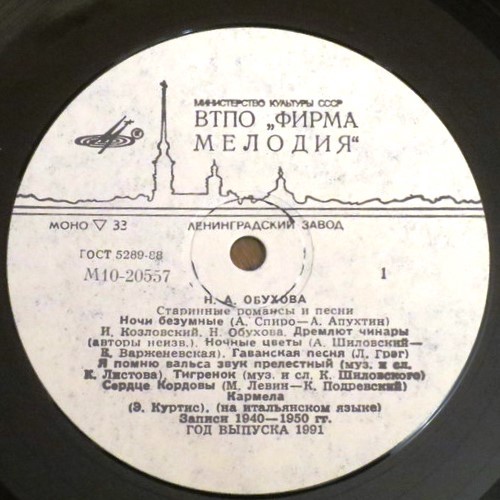 МИНИСТЕРСТВО КУЛЬТУРЫ СССР
ВТПО „ФИРМА
МЕЛОДИЯ“
МОНО ▽ 33 ЛЕНИНГРАДСКИЙ ЗАВОД
ГОСТ 5289-88
М10-20557 1
Н. А. ОБУХОВА
Старинные романсы и песни
Ночи безумные (А. Спиро—А. Апухтин)
И. Козловский, Н. Обухова. Дремлют чинары
(авторы неизв.). Ночные цветы (А. Шиловский—
В. Варженевская). Гаванская песня (Л. Грэг)
Я помню вальса звук прелестный (муз. и сл.
К. Листова). Тигренок (муз. и сл. К. Шиловского)
Сердце Кордовы (М. Левин—К. Подревский)
Кармела
(Э. Куртис), (на итальянском языке)
Записи 1940—1950 гг.
ГОД ВЫПУСКА 1991